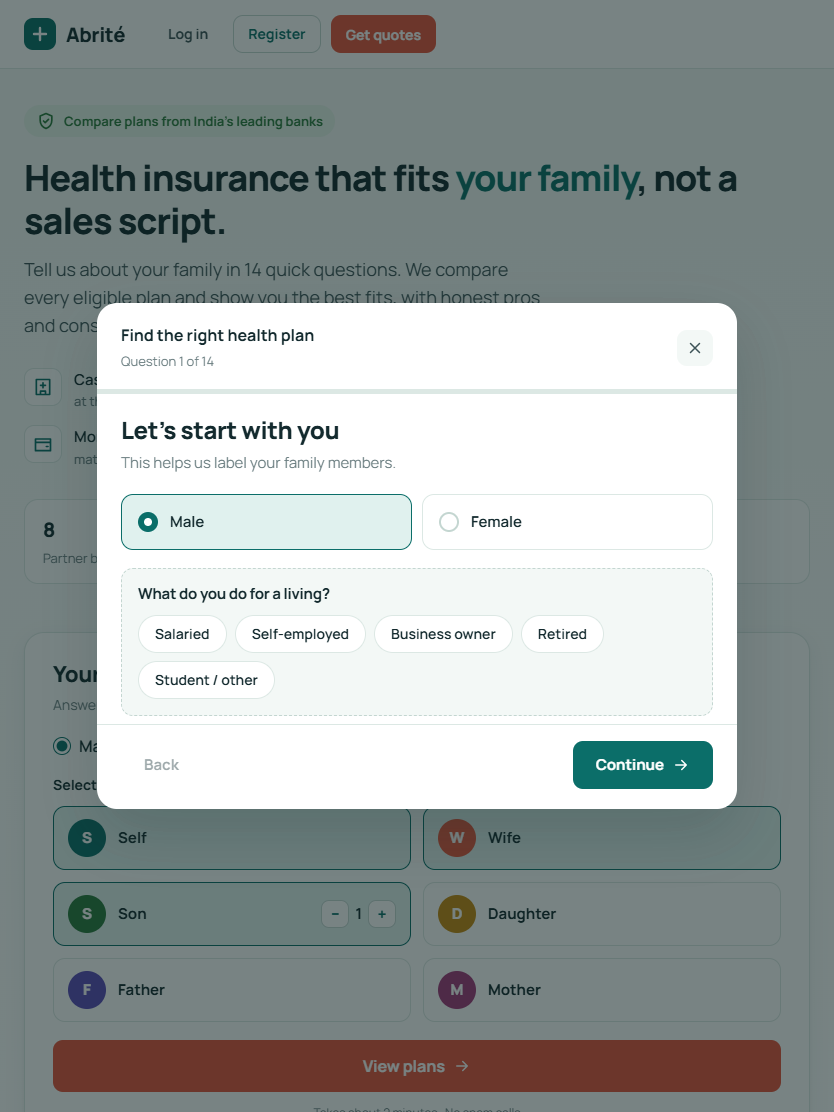 Abrité
Log in
Register
Get quotes
Compare plans from India's leading banks
Health insurance that fits your family, not a
sales script.
Tell us about your family in 14 quick questions. We compare
every eligible plan and show you the best fits, with honest pros
and cons
Find the right health plan
Question 1 of 14
Let's start with you
This helps us label your family members.
Male
Female
What do you do for a living?
Salaried
Self-employed
Business owner
Retired
Student / other
Back
Continue
8
Partner b
Your
Answe
Select
S
Self
W
Wife
S
Son
− 1 +
D
Daughter
F
Father
M
Mother
View plans